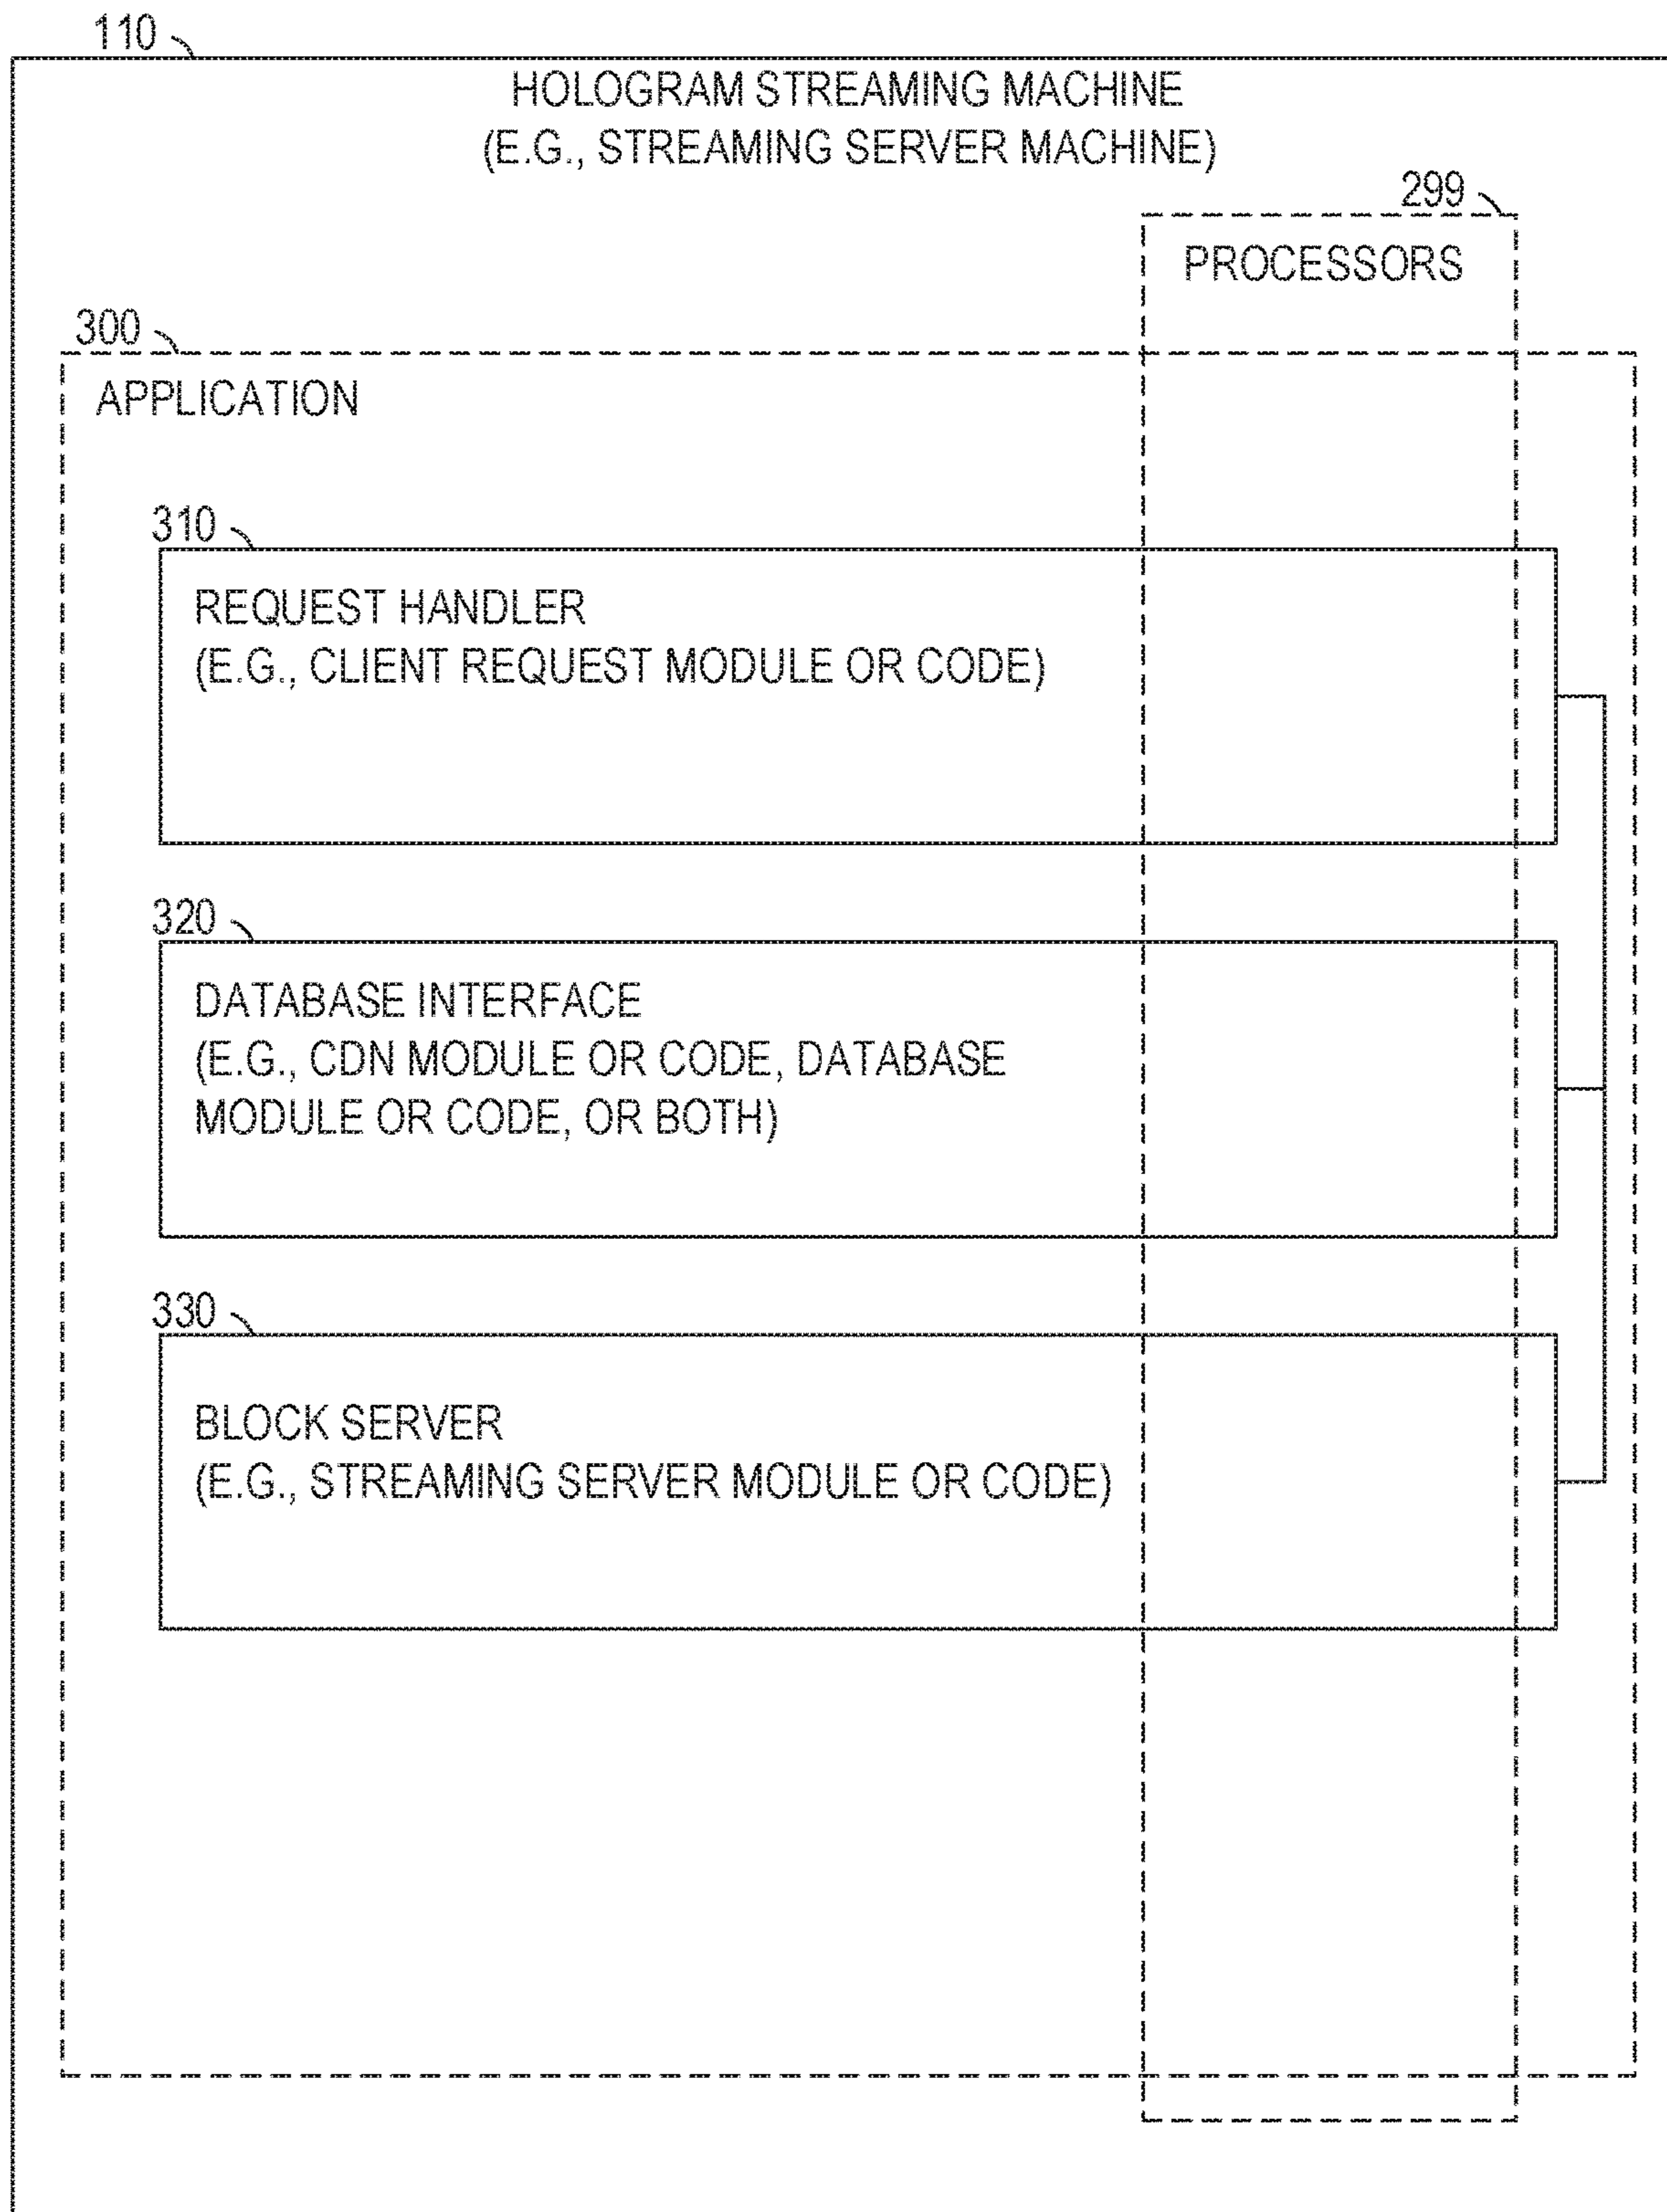 110
HOLOGRAM STREAMING MACHINE
(E.G., STREAMING SERVER MACHINE)
299
PROCESSORS
300
APPLICATION
310
REQUEST HANDLER
(E.G., CLIENT REQUEST MODULE OR CODE)
320
DATABASE INTERFACE
(E.G., CDN MODULE OR CODE, DATABASE
MODULE OR CODE, OR BOTH)
330
BLOCK SERVER
(E.G., STREAMING SERVER MODULE OR CODE)